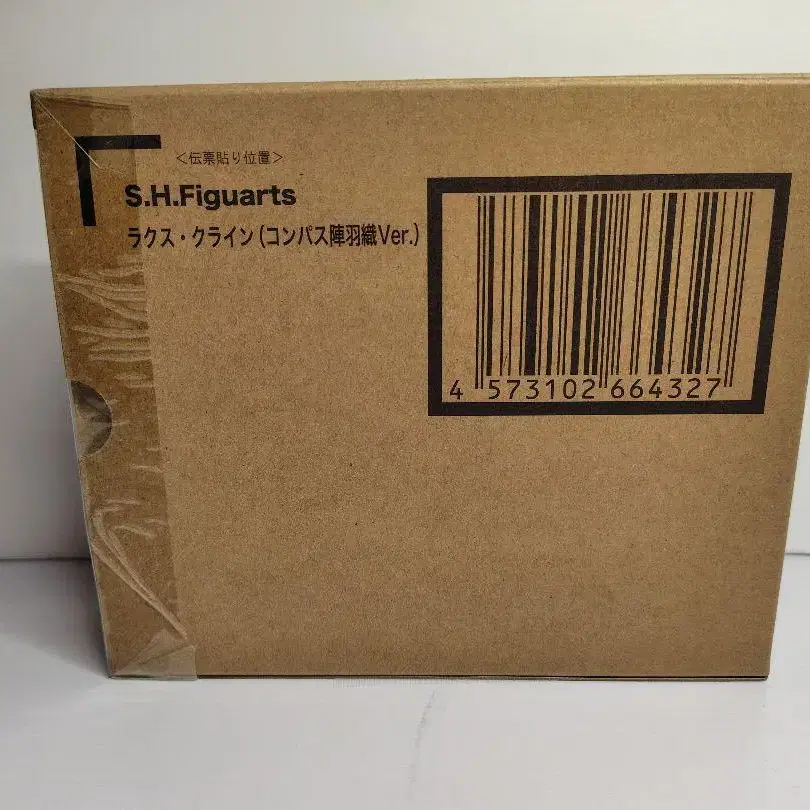 ＜伝票貼り位置＞
S.H.Figuarts
ラクス・クライン(コンパス陣羽織Ver.)
4 573102 664327